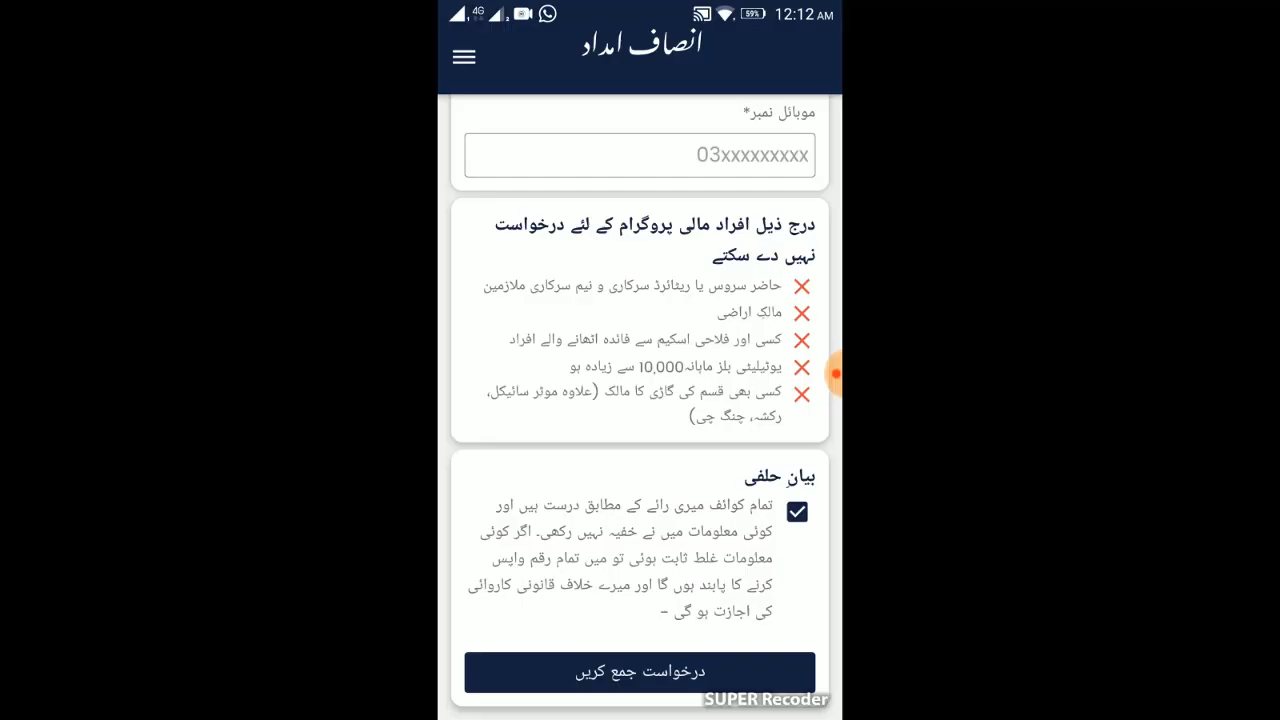 4G 59% 12:12 AM
انصاف امداد
موبائل نمبر*
03xxxxxxxxx
درج ذیل افراد مالی پروگرام کے لئے درخواست
نہیں دے سکتے
حاضر سروس یا ریٹائرڈ سرکاری و نیم سرکاری ملازمین
مالکِ اراضی
کسی اور فلاحی اسکیم سے فائدہ اٹھانے والے افراد
یوٹیلیٹی بلز ماہانہ10,000 سے زیادہ ہو
کسی بھی قسم کی گاڑی کا مالک (علاوہ موٹر سائیکل،
رکشہ، چنگ چی)
بیانِ حلفی
تمام کوائف میری رائے کے مطابق درست ہیں اور
کوئی معلومات میں نے خفیہ نہیں رکھی۔ اگر کوئی
معلومات غلط ثابت ہوئی تو میں تمام رقم واپس
کرنے کا پابند ہوں گا اور میرے خلاف قانونی کاروائی
کی اجازت ہو گی –
درخواست جمع کریں
SUPER Recoder